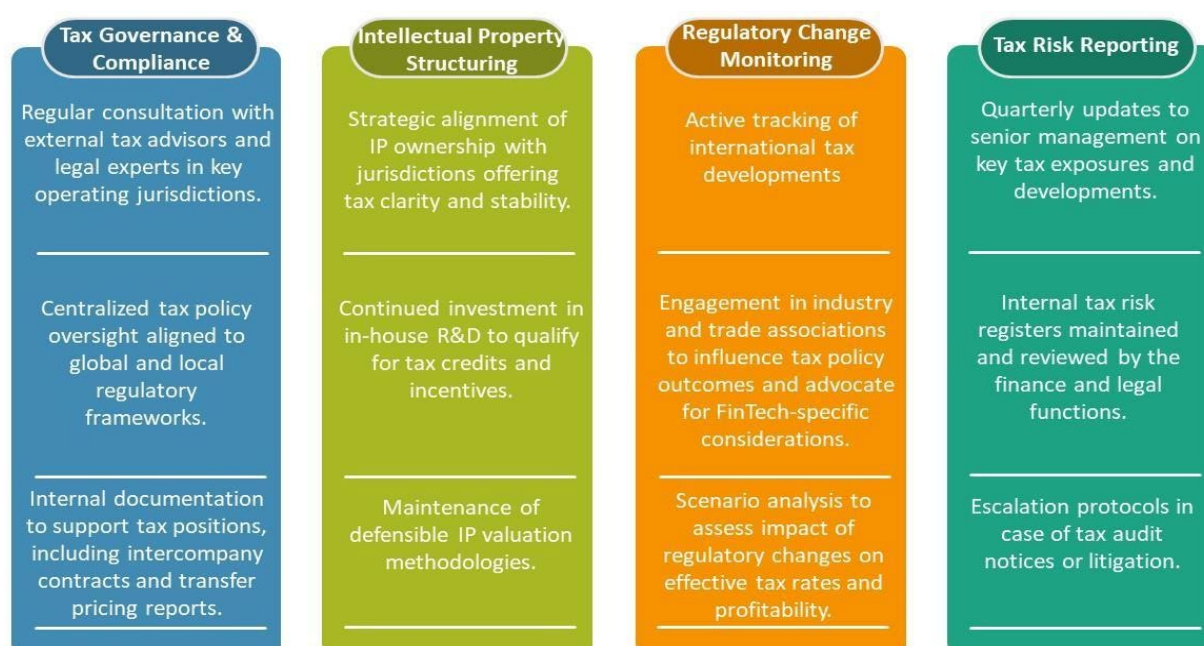 Tax Governance &
Compliance
Regular consultation with
external tax advisors and
legal experts in key
operating jurisdictions.
Centralized tax policy
oversight aligned to
global and local
regulatory
frameworks.
Internal documentation
to support tax positions,
including intercompany
contracts and transfer
pricing reports.
Intellectual Property
Structuring
Strategic alignment of
IP ownership with
jurisdictions offering
tax clarity and stability.
Continued investment in
in-house R&D to qualify
for tax credits and
incentives.
Maintenance of
defensible IP valuation
methodologies.
Regulatory Change
Monitoring
Active tracking of
international tax
developments
Engagement in industry
and trade associations
to influence tax policy
outcomes and advocate
for FinTech-specific
considerations.
Scenario analysis to
assess impact of
regulatory changes on
effective tax rates and
profitability.
Tax Risk Reporting
Quarterly updates to
senior management on
key tax exposures and
developments.
Internal tax risk
registers maintained
and reviewed by the
finance and legal
functions.
Escalation protocols in
case of tax audit
notices or litigation.